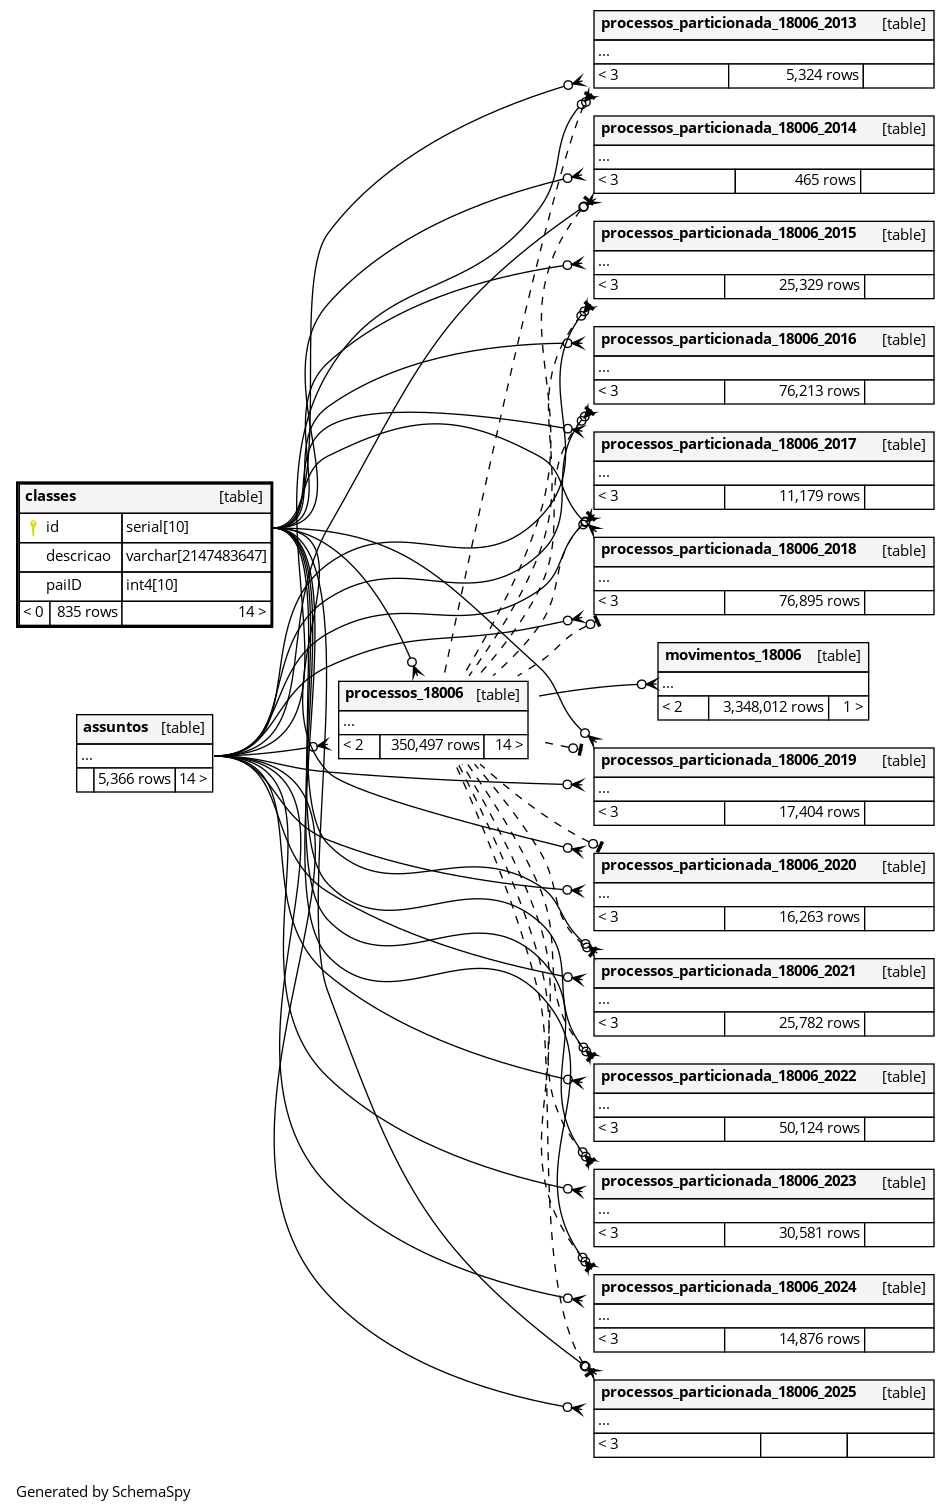 processos_particionada_18006_2013 [table]
...
< 3 5,324 rows
processos_particionada_18006_2014 [table]
...
< 3 465 rows
processos_particionada_18006_2015 [table]
...
< 3 25,329 rows
processos_particionada_18006_2016 [table]
...
< 3 76,213 rows
processos_particionada_18006_2017 [table]
...
< 3 11,179 rows
classes [table]
id serial[10]
descricao varchar[2147483647]
paiID int4[10]
< 0 835 rows 14 >
processos_particionada_18006_2018 [table]
...
< 3 76,895 rows
movimentos_18006 [table]
...
< 2 3,348,012 rows 1 >
processos_18006 [table]
...
< 2 350,497 rows 14 >
assuntos [table]
...
5,366 rows 14 >
processos_particionada_18006_2019 [table]
...
< 3 17,404 rows
processos_particionada_18006_2020 [table]
...
< 3 16,263 rows
processos_particionada_18006_2021 [table]
...
< 3 25,782 rows
processos_particionada_18006_2022 [table]
...
< 3 50,124 rows
processos_particionada_18006_2023 [table]
...
< 3 30,581 rows
processos_particionada_18006_2024 [table]
...
< 3 14,876 rows
processos_particionada_18006_2025 [table]
...
< 3
Generated by SchemaSpy